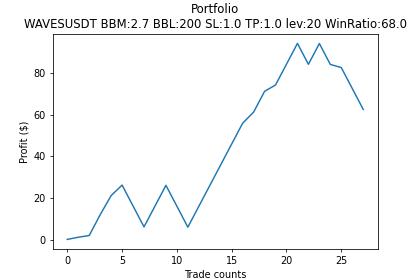 Portfolio
WAVESUSDT BBM:2.7 BBL:200 SL:1.0 TP:1.0 lev:20 WinRatio:68.0
Profit ($)
80
60
40
20
0
0 5 10 15 20 25
Trade counts